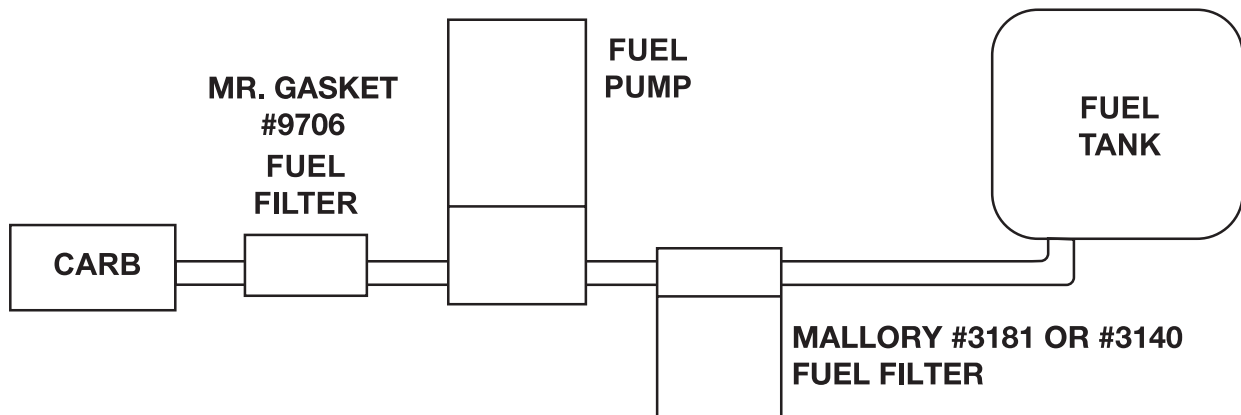 MR. GASKET
#9706
FUEL
FILTER
FUEL
PUMP
FUEL
TANK
CARB
MALLORY #3181 OR #3140
FUEL FILTER